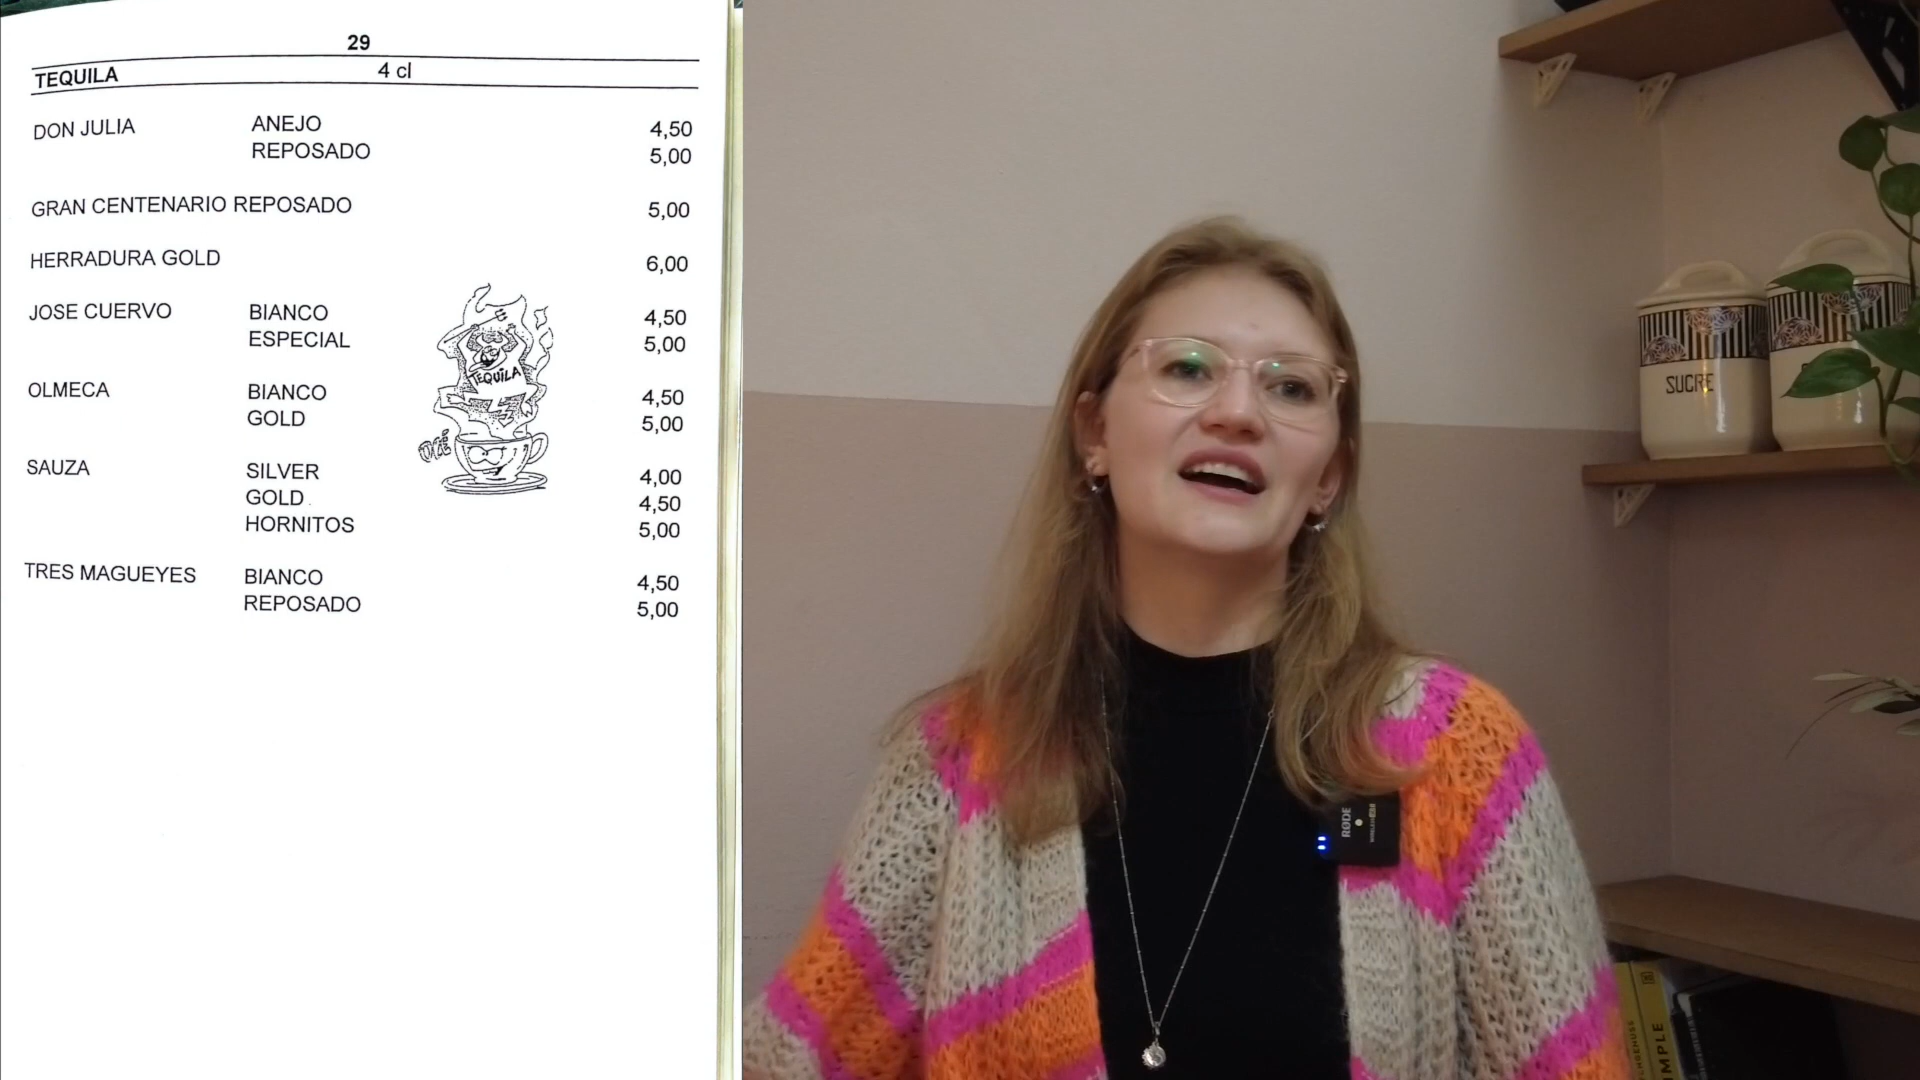 29
TEQUILA 4 cl
DON JULIA ANEJO 4,50
REPOSADO 5,00
GRAN CENTENARIO REPOSADO 5,00
HERRADURA GOLD 6,00
JOSE CUERVO BIANCO 4,50
ESPECIAL 5,00
TEQUILA
OLMECA BIANCO 4,50
GOLD 5,00
OLÉ
SAUZA SILVER 4,00
GOLD 4,50
HORNITOS 5,00
TRES MAGUEYES BIANCO 4,50
REPOSADO 5,00
SUCRE
RØDE